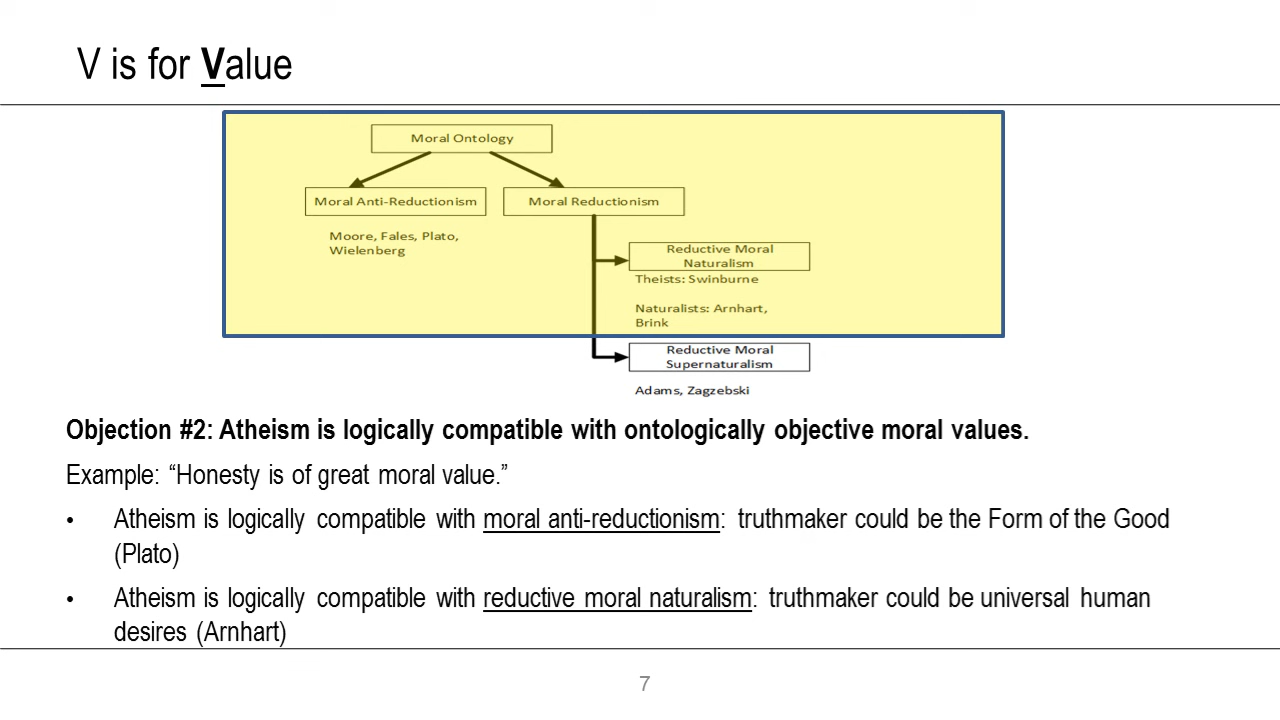 V is for Value
Moral Ontology
Moral Anti-Reductionism
Moral Reductionism
Moore, Fales, Plato,
Wielenberg
Reductive Moral
Naturalism
Theists: Swinburne
Naturalists: Arnhart,
Brink
Reductive Moral
Supernaturalism
Adams, Zagzebski
Objection #2: Atheism is logically compatible with ontologically objective moral values.
Example: “Honesty is of great moral value.”
• Atheism is logically compatible with moral anti-reductionism: truthmaker could be the Form of the Good
(Plato)
• Atheism is logically compatible with reductive moral naturalism: truthmaker could be universal human
desires (Arnhart)
7